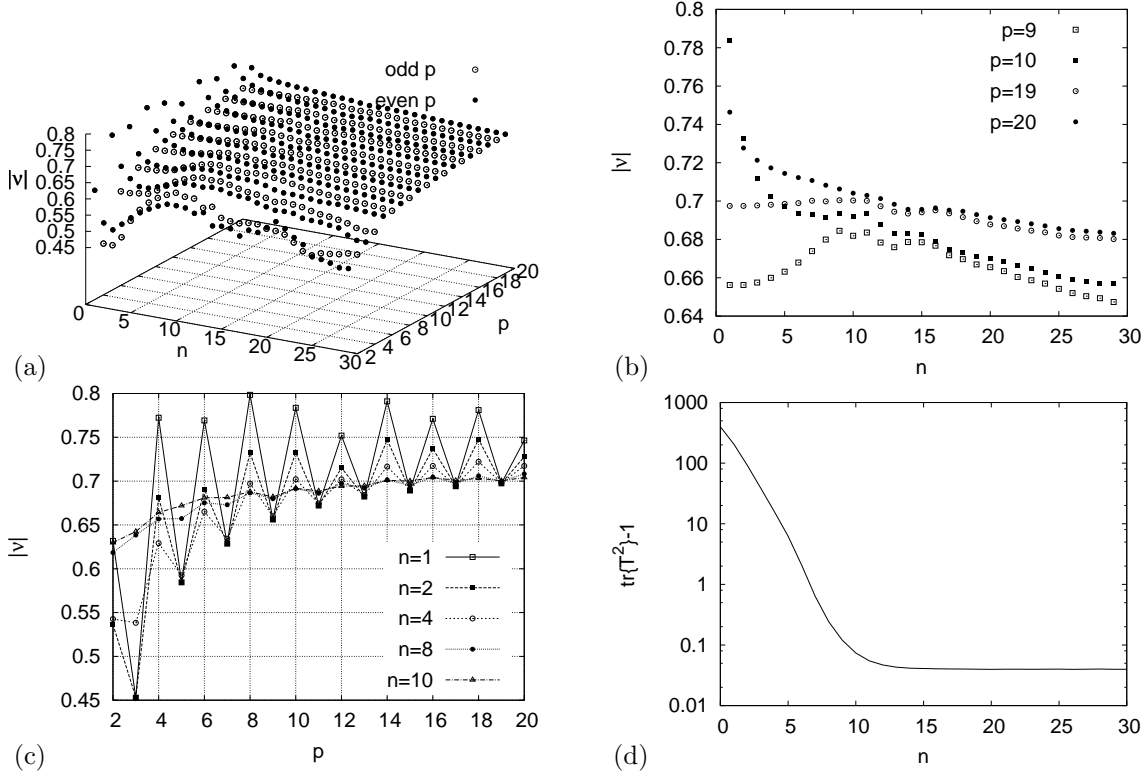 odd p
even p
|ν|
0.8
0.75
0.7
0.65
0.6
0.55
0.5
0.45
0
5
10
15
20
25
30
n
2
4
6
8
10
12
14
16
18
20
p
(a)
|ν|
0.8
0.78
0.76
0.74
0.72
0.7
0.68
0.66
0.64
p=9
p=10
p=19
p=20
0 5 10 15 20 25 30
n
(b)
|ν|
0.8
0.75
0.7
0.65
0.6
0.55
0.5
0.45
n=1
n=2
n=4
n=8
n=10
2 4 6 8 10 12 14 16 18 20
p
(c)
tr{T²}-1
1000
100
10
1
0.1
0.01
0 5 10 15 20 25 30
n
(d)